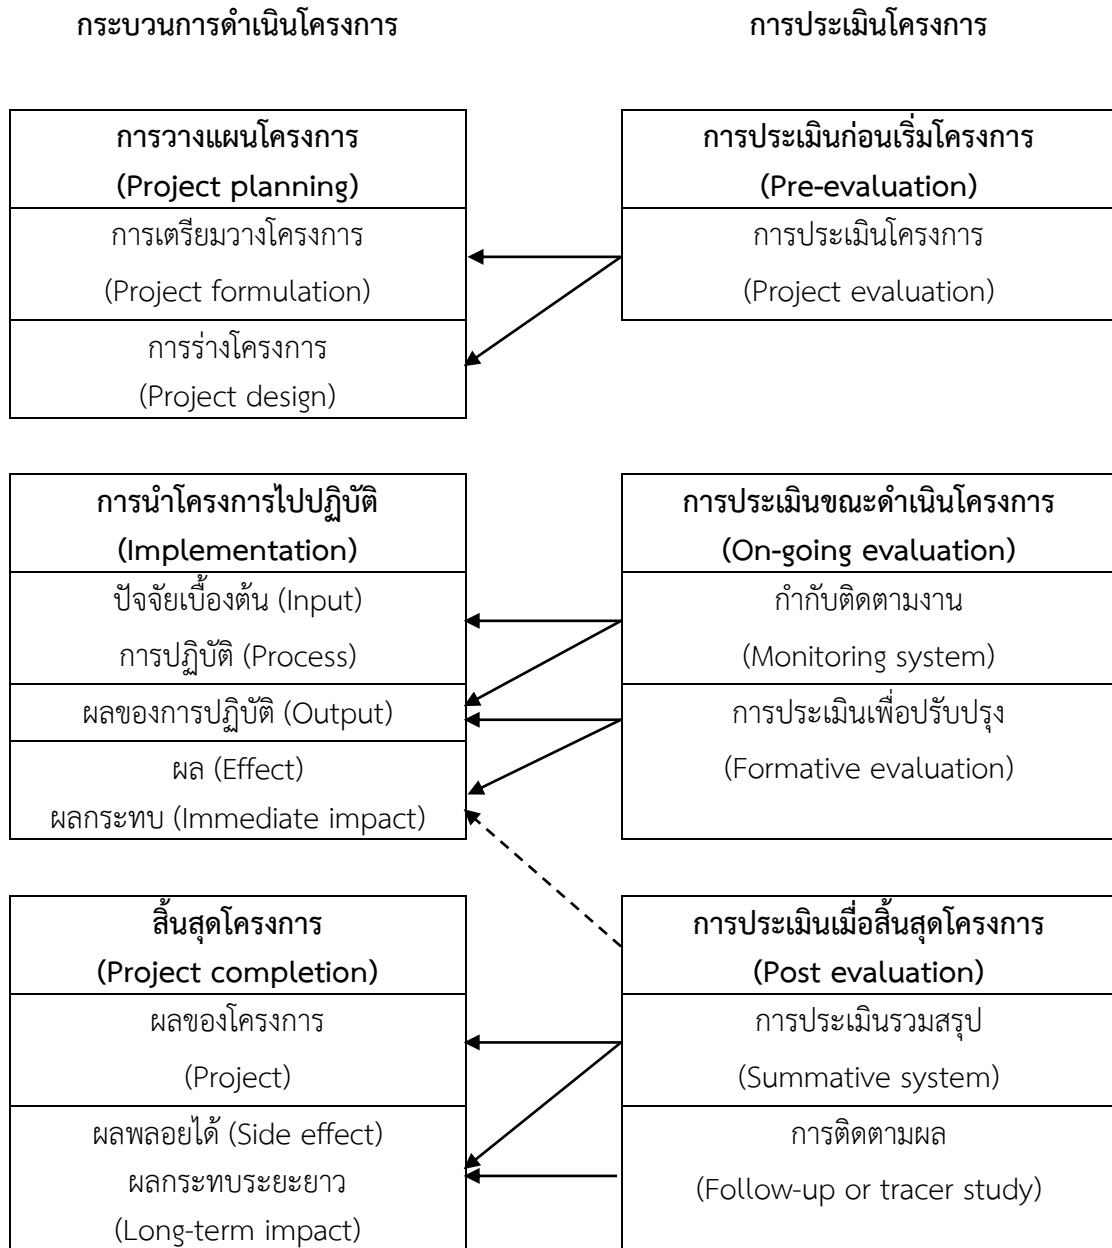 กระบวนการดำเนินโครงการ
การประเมินโครงการ
การวางแผนโครงการ
(Project planning)
การเตรียมวางโครงการ
(Project formulation)
การร่างโครงการ
(Project design)
การประเมินก่อนเริ่มโครงการ
(Pre-evaluation)
การประเมินโครงการ
(Project evaluation)
การนำโครงการไปปฏิบัติ
(Implementation)
ปัจจัยเบื้องต้น (Input)
การปฏิบัติ (Process)
ผลของการปฏิบัติ (Output)
ผล (Effect)
ผลกระทบ (Immediate impact)
การประเมินขณะดำเนินโครงการ
(On-going evaluation)
กำกับติดตามงาน
(Monitoring system)
การประเมินเพื่อปรับปรุง
(Formative evaluation)
สิ้นสุดโครงการ
(Project completion)
ผลของโครงการ
(Project)
ผลพลอยได้ (Side effect)
ผลกระทบระยะยาว
(Long-term impact)
การประเมินเมื่อสิ้นสุดโครงการ
(Post evaluation)
การประเมินรวมสรุป
(Summative system)
การติดตามผล
(Follow-up or tracer study)